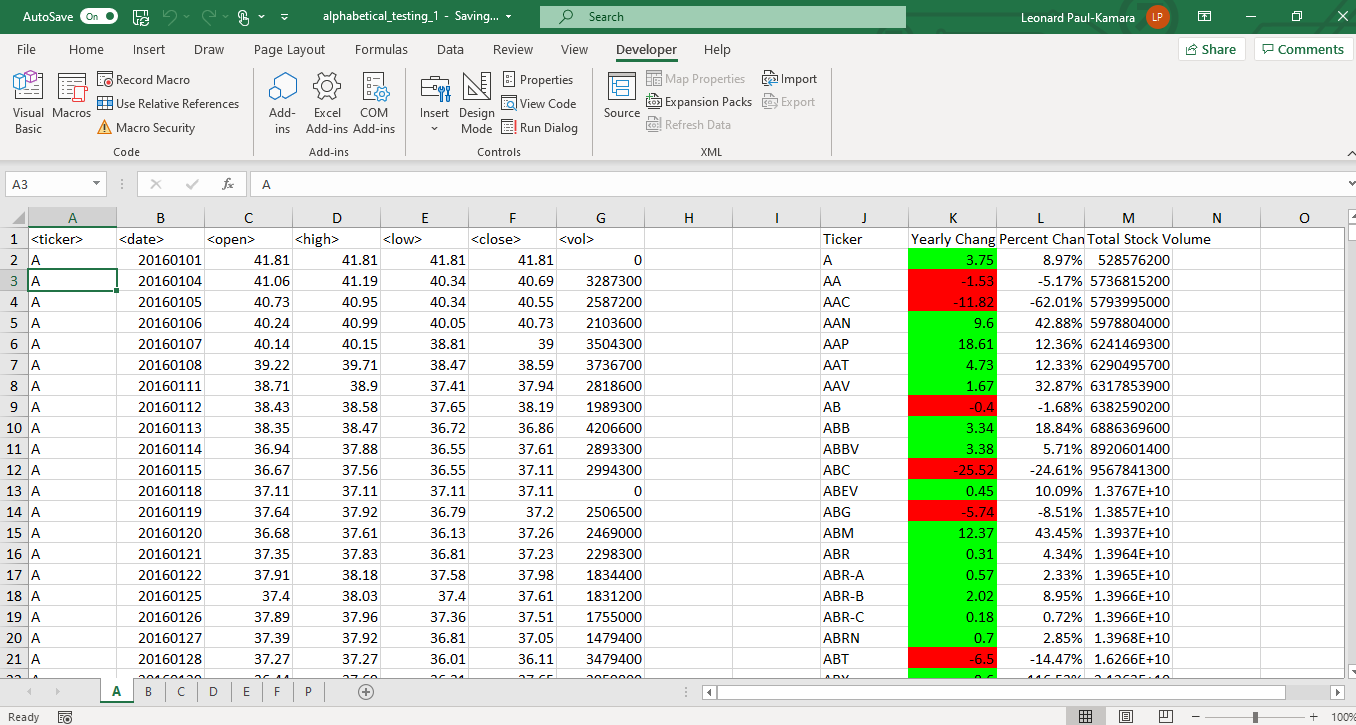 AutoSave On alphabetical_testing_1 - Saving... Search Leonard Paul-Kamara LP
File Home Insert Draw Page Layout Formulas Data Review View Developer Help Share Comments
Visual Basic
Macros
Record Macro
Use Relative References
Macro Security
Code
Add-ins
Excel Add-ins
COM Add-ins
Add-ins
Insert
Design Mode
Properties
View Code
Run Dialog
Controls
Source
Map Properties
Expansion Packs
Refresh Data
Import
Export
XML
A3 fx A
A B C D E F G H I J K L M N O
1 <ticker> <date> <open> <high> <low> <close> <vol> Ticker Yearly Chang Percent Chan Total Stock Volume
2 A 20160101 41.81 41.81 41.81 41.81 0 A 3.75 8.97% 528576200
3 A 20160104 41.06 41.19 40.34 40.69 3287300 AA -1.53 -5.17% 5736815200
4 A 20160105 40.73 40.95 40.34 40.55 2587200 AAC -11.82 -62.01% 5793995000
5 A 20160106 40.24 40.99 40.05 40.73 2103600 AAN 9.6 42.88% 5978804000
6 A 20160107 40.14 40.15 38.81 39 3504300 AAP 18.61 12.36% 6241469300
7 A 20160108 39.22 39.71 38.47 38.59 3736700 AAT 4.73 12.33% 6290495700
8 A 20160111 38.71 38.9 37.41 37.94 2818600 AAV 1.67 32.87% 6317853900
9 A 20160112 38.43 38.58 37.65 38.19 1989300 AB -0.4 -1.68% 6382590200
10 A 20160113 38.35 38.47 36.72 36.86 4206600 ABB 3.34 18.84% 6886369600
11 A 20160114 36.94 37.88 36.55 37.61 2893300 ABBV 3.38 5.71% 8920601400
12 A 20160115 36.67 37.56 36.55 37.11 2994300 ABC -25.52 -24.61% 9567841300
13 A 20160118 37.11 37.11 37.11 37.11 0 ABEV 0.45 10.09% 1.3767E+10
14 A 20160119 37.64 37.92 36.79 37.2 2506500 ABG -5.74 -8.51% 1.3857E+10
15 A 20160120 36.68 37.61 36.13 37.26 2469000 ABM 12.37 43.45% 1.3937E+10
16 A 20160121 37.35 37.83 36.81 37.23 2298300 ABR 0.31 4.34% 1.3964E+10
17 A 20160122 37.91 38.18 37.58 37.98 1834400 ABR-A 0.57 2.33% 1.3965E+10
18 A 20160125 37.4 38.03 37.4 37.61 1831200 ABR-B 2.02 8.95% 1.3966E+10
19 A 20160126 37.89 37.96 37.36 37.51 1755000 ABR-C 0.18 0.72% 1.3966E+10
20 A 20160127 37.39 37.92 36.81 37.05 1479400 ABRN 0.7 2.85% 1.3968E+10
21 A 20160128 37.27 37.27 36.01 36.11 3479400 ABT -6.5 -14.47% 1.6266E+10
A B C D E F P
Ready 100%